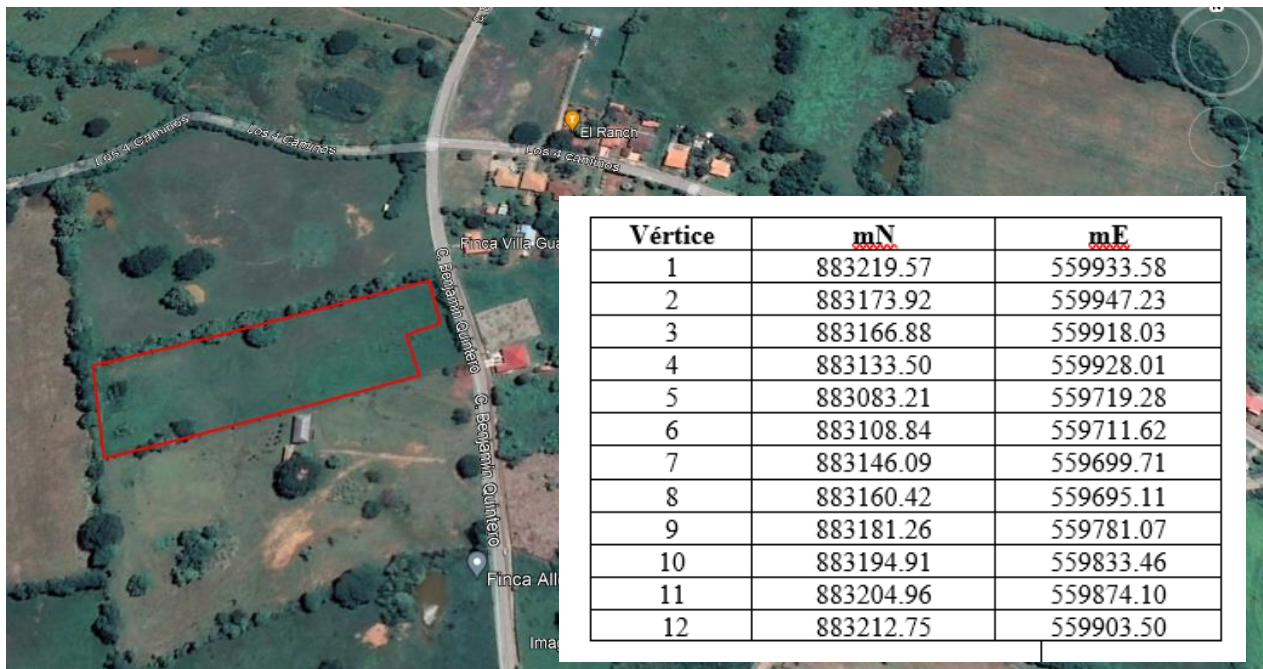 N
Los 4 Caminos
Los 4 Caminos
Los 4 caminos
El Ranch
Finca Villa Gua
C. Benjamín Quintero
C. Benjamín Quintero
Finca All
Imag
Vértice mN mE
1 883219.57 559933.58
2 883173.92 559947.23
3 883166.88 559918.03
4 883133.50 559928.01
5 883083.21 559719.28
6 883108.84 559711.62
7 883146.09 559699.71
8 883160.42 559695.11
9 883181.26 559781.07
10 883194.91 559833.46
11 883204.96 559874.10
12 883212.75 559903.50